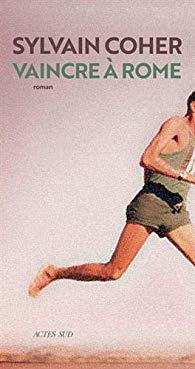 SYLVAIN COHER
VAINCRE À ROME
roman
ACTES SUD